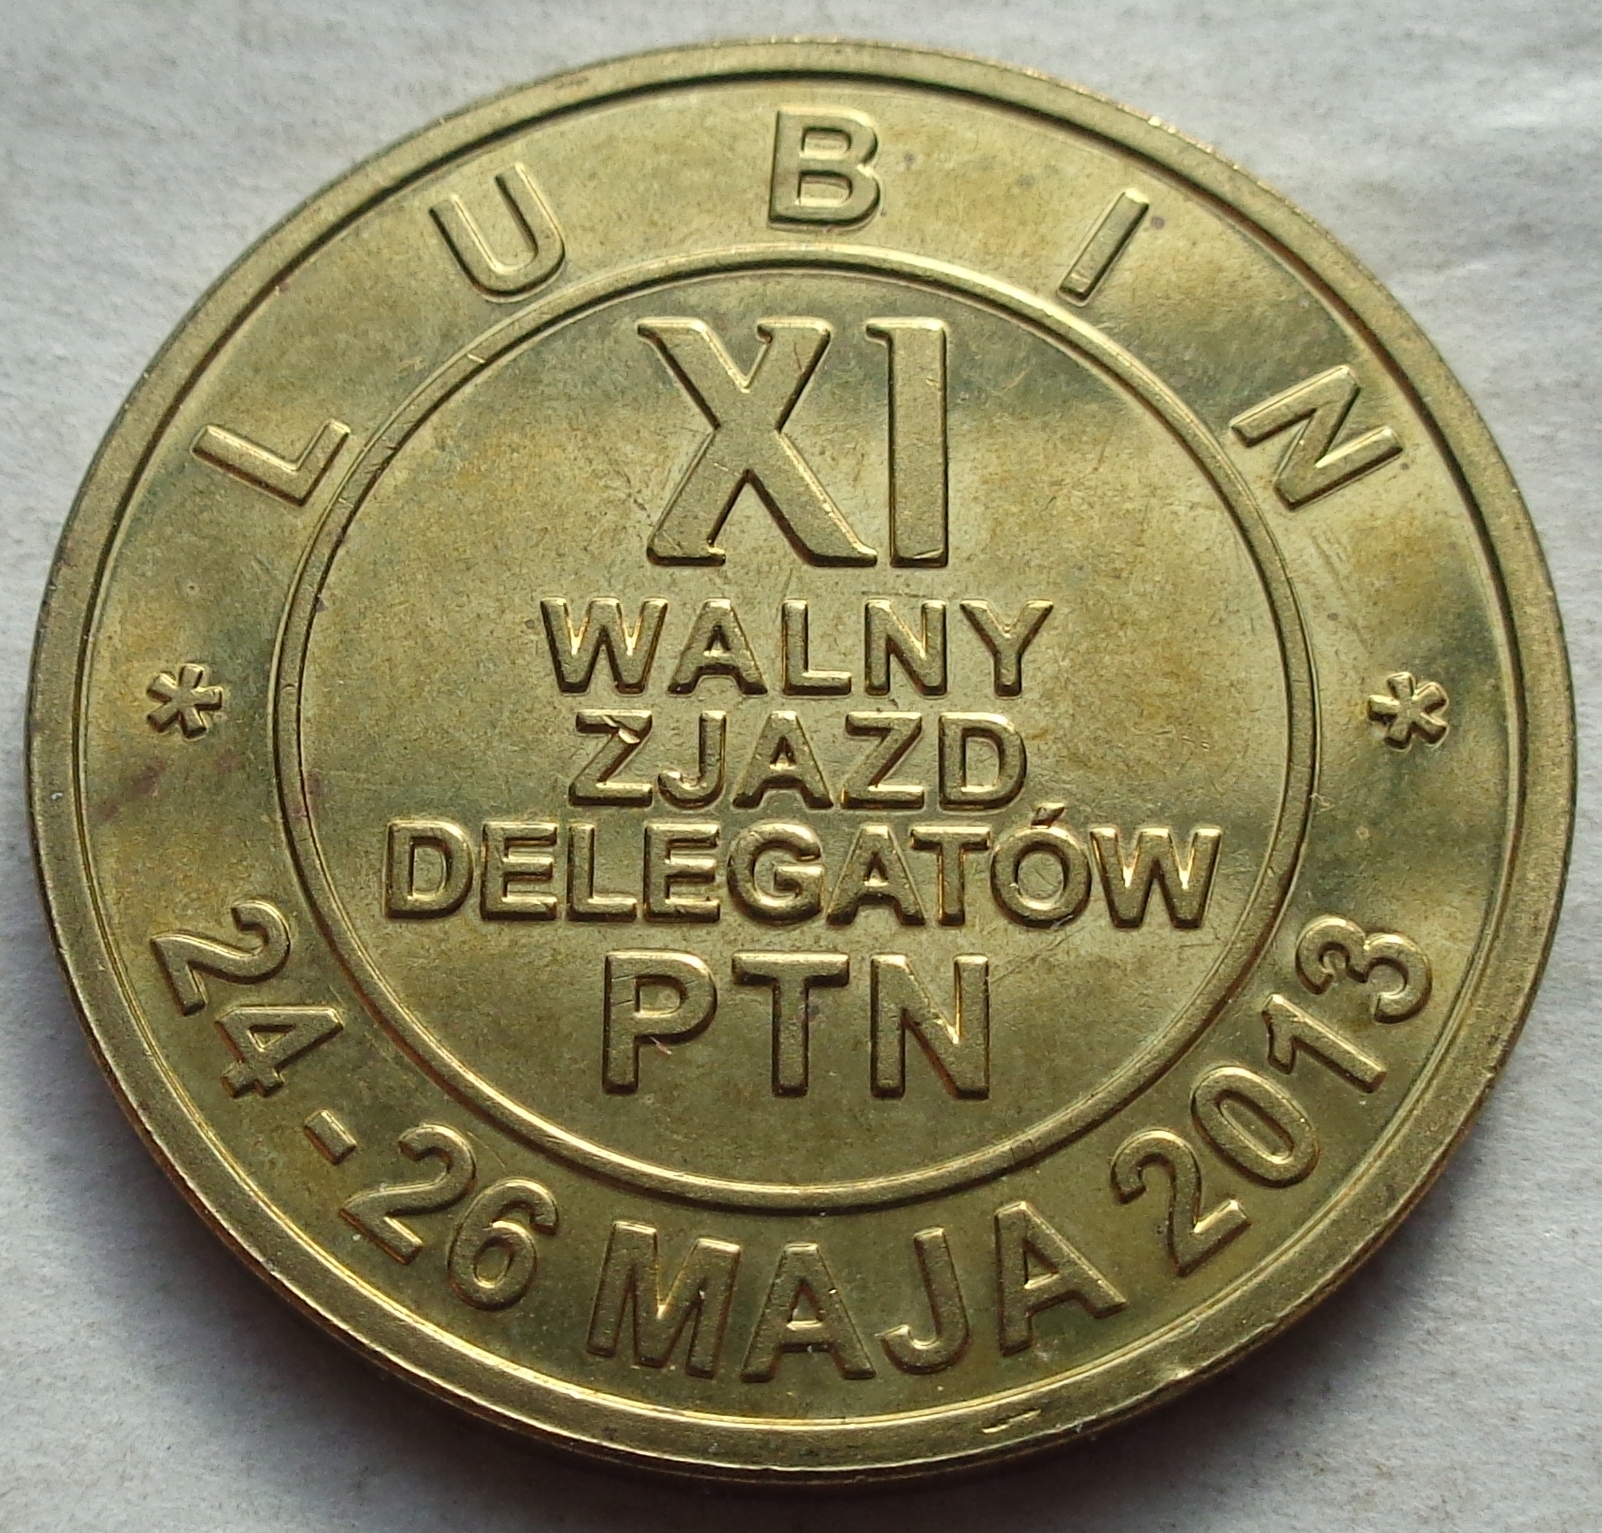 LUBIN
XI
WALNY
ZJAZD
DELEGATÓW
PTN
* 24-26 MAJA 2013 *